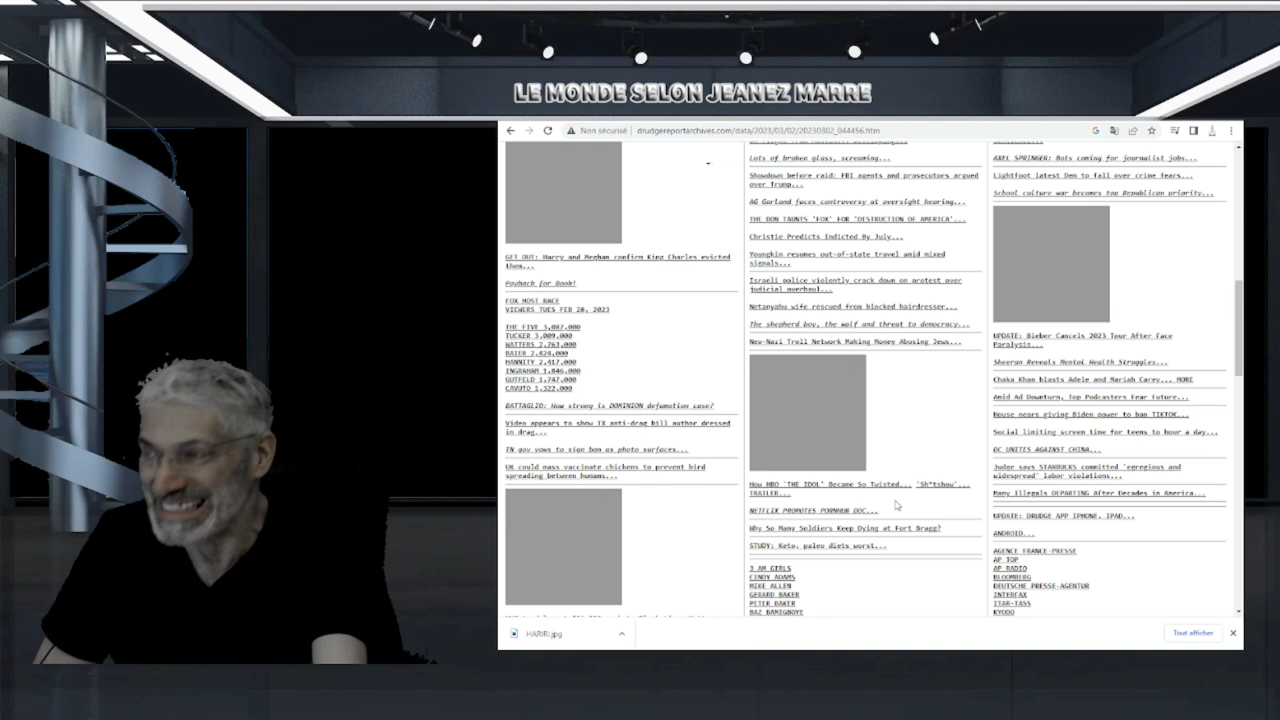 LE MONDE SELON JEANEZ MARRE
Non sécurisé
drudgereportarchives.com/data/2023/03/02/20230302_044456.htm
GET OUT: Harry and Meghan confirm King Charles evicted
them...
Payback for Book!
FOX MOST RACE
VIEWERS TUES FEB 28, 2023
THE FIVE 3,087,000
TUCKER 3,009,000
WATTERS 2,763,000
BAIER 2,424,000
HANNITY 2,417,000
INGRAHAM 1,846,000
GUTFELD 1,747,000
CAVUTO 1,322,000
BATTAGLIO: How strong is DOMINION defamation case?
Video appears to show TX anti-drag bill author dressed
in drag...
TN gov vows to sign ban as photo surfaces...
UK could mass vaccinate chickens to prevent bird
spreading between humans...
Lots of broken glass, screaming...
Showdown before raid: FBI agents and prosecutors argued
over Trump...
AG Garland faces controversy at oversight hearing...
THE DON TAUNTS 'FOX' FOR 'DESTRUCTION OF AMERICA'...
Christie Predicts Indicted By July...
Youngkin resumes out-of-state travel amid mixed
signals...
Israeli police violently crack down on protest over
judicial overhaul...
Netanyahu wife rescued from blocked hairdresser...
The shepherd boy, the wolf and threat to democracy...
Neo-Nazi Troll Network Making Money Abusing Jews...
How HBO 'THE IDOL' Became So Twisted... 'Sh*tshow'...
TRAILER...
NETFLIX PROMOTES PORNHUB DOC...
Why So Many Soldiers Keep Dying at Fort Bragg?
STUDY: Keto, paleo diets worst...
3 AM GIRLS
CINDY ADAMS
MIKE ALLEN
GERARD BAKER
PETER BAKER
BAZ BAMIGBOYE
AXEL SPRINGER: Bots coming for journalist jobs...
Lightfoot latest Dem to fall over crime fears...
School culture war becomes top Republican priority...
UPDATE: Bieber Cancels 2023 Tour After Face
Paralysis...
Sheeran Reveals Mental Health Struggles...
Chaka Khan blasts Adele and Mariah Carey... MORE
Amid Ad Downturn, Top Podcasters Fear Future...
House nears giving Biden power to ban TIKTOK...
Social limiting screen time for teens to hour a day...
DC UNITES AGAINST CHINA...
Judge says STARBUCKS committed 'egregious and
widespread' labor violations...
Many Illegals DEPARTING After Decades in America...
UPDATE: DRUDGE APP IPHONE, IPAD...
ANDROID...
AGENCE FRANCE-PRESSE
AP TOP
AP RADIO
BLOOMBERG
DEUTSCHE PRESSE-AGENTUR
INTERFAX
ITAR-TASS
KYODO
HARIRI.jpg
Tout afficher